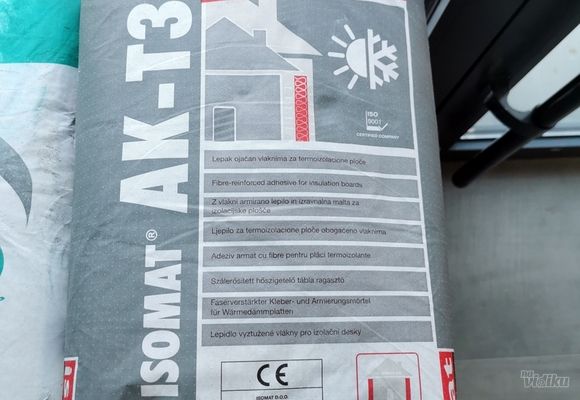 ISOMAT® AK-T3
ISO
9001
CERTIFIED COMPANY
Lepak ojačan vlaknima za termoizolacione ploče
Fibre-reinforced adhesive for insulation boards
Z vlakni armirano lepilo in izravnalna malta za
izolacijske plošče
Ljepilo za termoizolacione ploče obogaćeno vlaknima
Adeziv armat cu fibre pentru plăci termoizolante
Szálerősített hőszigetelő tábla ragasztó
Faserverstärkter Kleber- und Armierungsmörtel
für Wärmedämmplatten
Lepidlo vyztužené vlákny pro izolační desky
CE
ISOMAT D.O.O.
na
vidiku